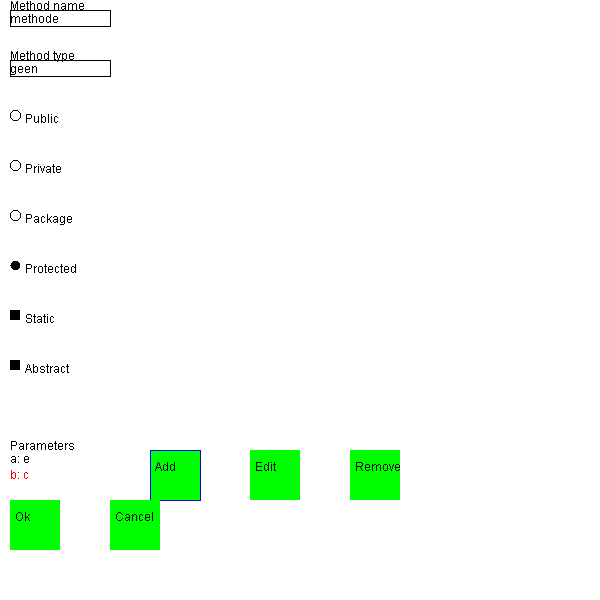 Method name
methode
Method type
geen
Public
Private
Package
Protected
Static
Abstract
Parameters
a: e
b: c
Add
Edit
Remove
Ok
Cancel